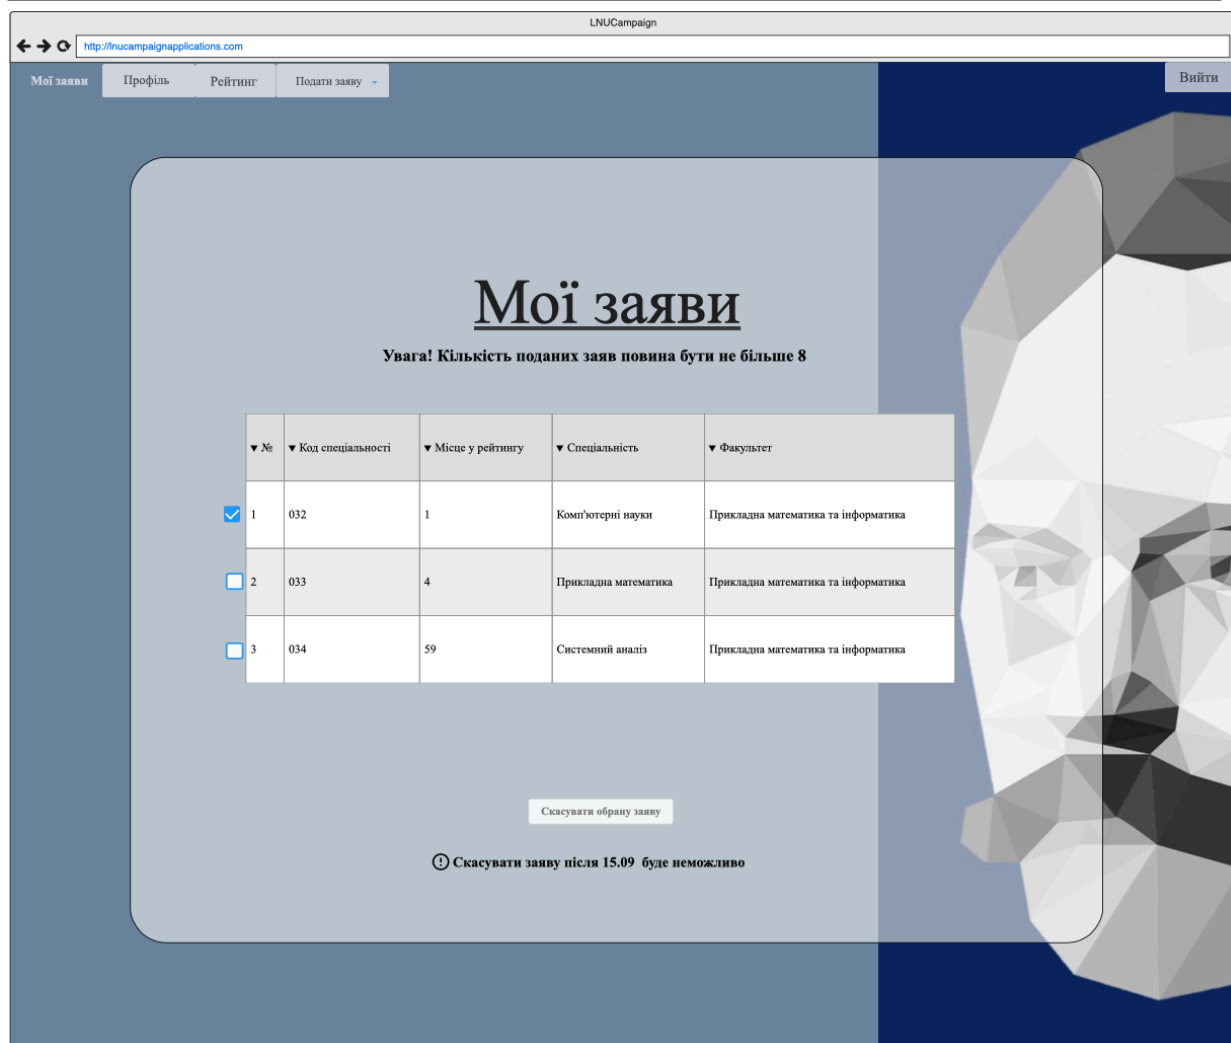 LNUCampaign
http://lnucampaignapplications.com
Мої заяви Профіль Рейтинг Подати заяву Вийти
Мої заяви
Увага! Кількість поданих заяв повина бути не більше 8
№ Код спеціальності Місце у рейтингу Спеціальність Факультет
1 032 1 Комп'ютерні науки Прикладна математика та інформатика
2 033 4 Прикладна математика Прикладна математика та інформатика
3 034 59 Системний аналіз Прикладна математика та інформатика
Скасувати обрану заяву
Скасувати заяву після 15.09 буде неможливо